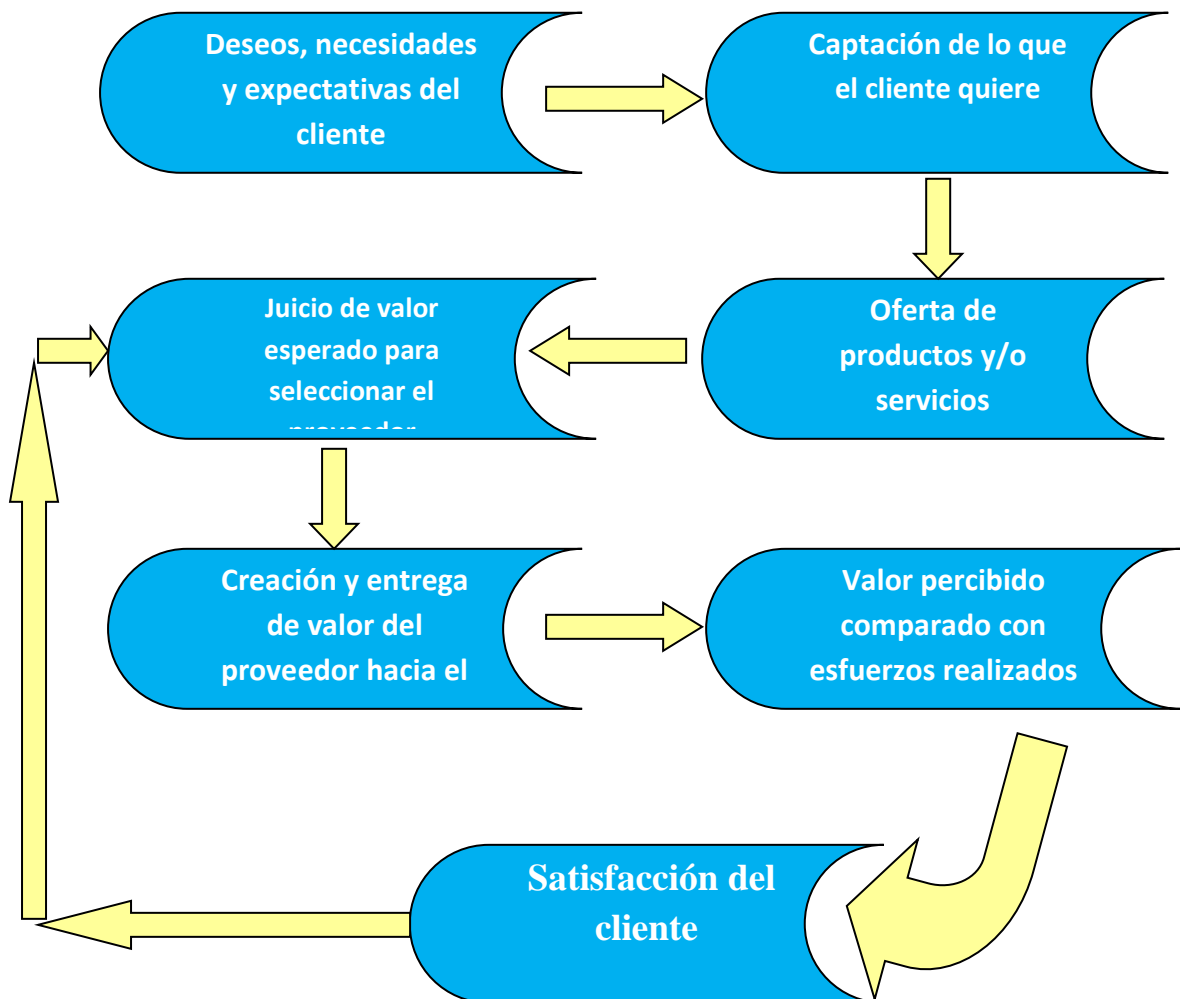 Deseos, necesidades
y expectativas del
cliente
Captación de lo que
el cliente quiere
Oferta de
productos y/o
servicios
Juicio de valor
esperado para
seleccionar el
Creación y entrega
de valor del
proveedor hacia el
Valor percibido
comparado con
esfuerzos realizados
Satisfacción del
cliente